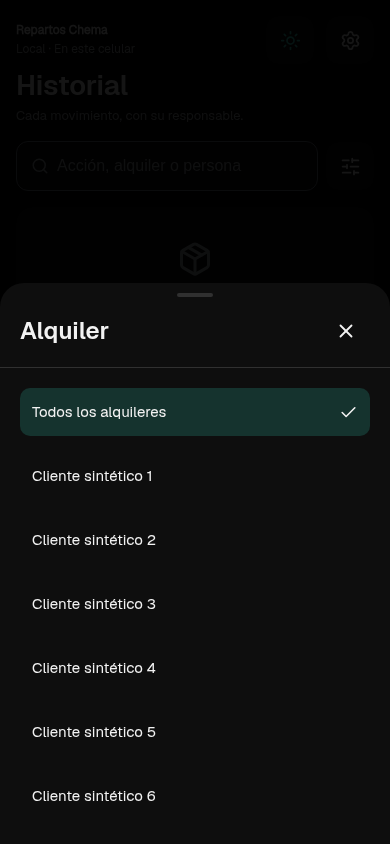 Repartos Chema
Local · En este celular
Historial
Cada movimiento, con su responsable.
Acción, alquiler o persona
Alquiler
Todos los alquileres
Cliente sintético 1
Cliente sintético 2
Cliente sintético 3
Cliente sintético 4
Cliente sintético 5
Cliente sintético 6